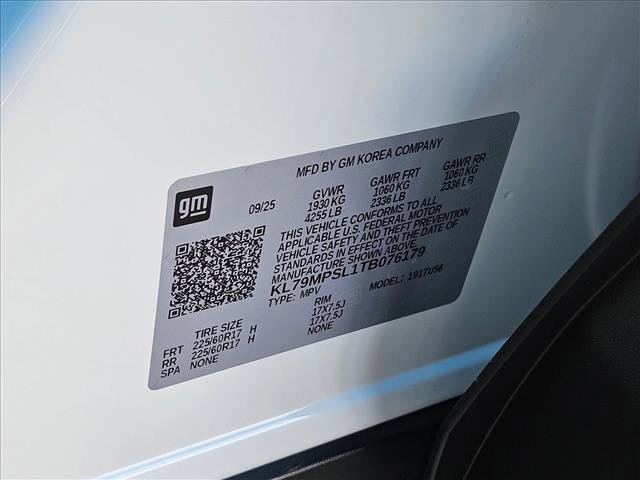 gm
MFD BY GM KOREA COMPANY
09/25 GVWR GAWR FRT GAWR RR
1930 KG 1060 KG 1060 KG
4255 LB 2336 LB 2336 LB
THIS VEHICLE CONFORMS TO ALL
APPLICABLE U.S. FEDERAL MOTOR
VEHICLE SAFETY AND THEFT PREVENTION
STANDARDS IN EFFECT ON THE DATE OF
MANUFACTURE SHOWN ABOVE.
KL79MPSL1TB076179
TYPE: MPV MODEL: 191TU56
TIRE SIZE RIM
FRT 225/60R17 H 17X7.5J
RR 225/60R17 H 17X7.5J
SPA NONE NONE